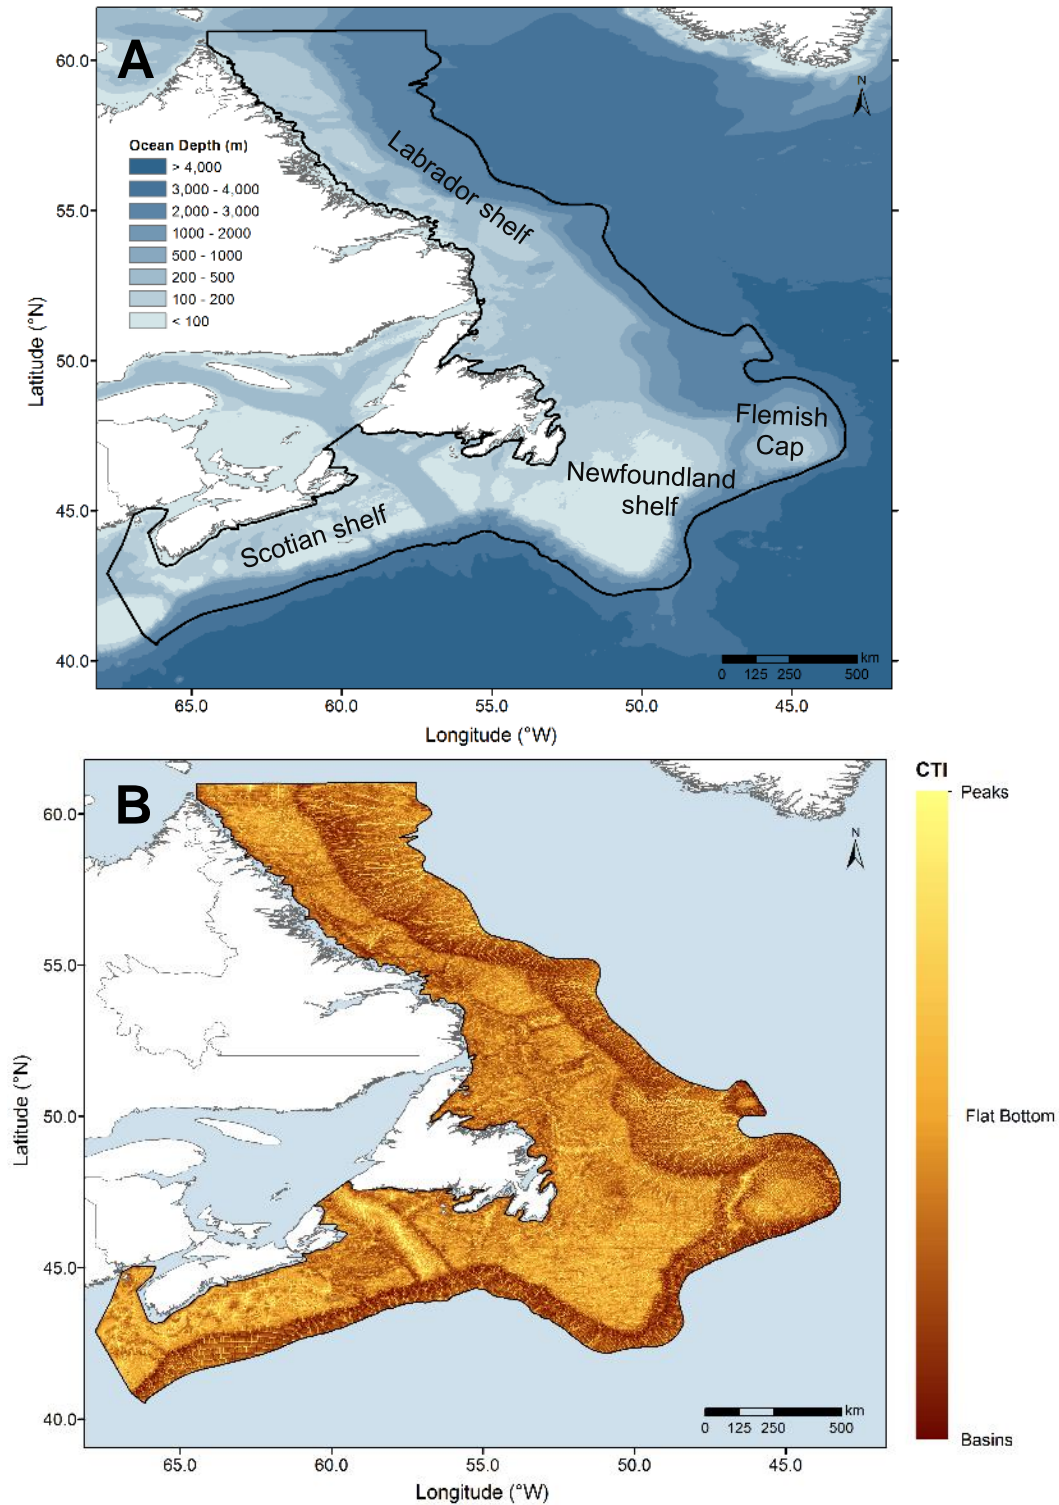 A
60.0
N
Ocean Depth (m)
> 4,000
3,000 - 4,000
2,000 - 3,000
1000 - 2000
500 - 1000
200 - 500
100 - 200
< 100
Labrador shelf
55.0
Latitude (°N)
50.0
Flemish
Cap
Newfoundland
shelf
Scotian shelf
45.0
40.0
km
0 125 250 500
65.0 60.0 55.0 50.0 45.0
Longitude (°W)
B
CTI
Peaks
60.0
N
55.0
Latitude (°N)
50.0
Flat Bottom
45.0
40.0
km
0 125 250 500
Basins
65.0 60.0 55.0 50.0 45.0
Longitude (°W)